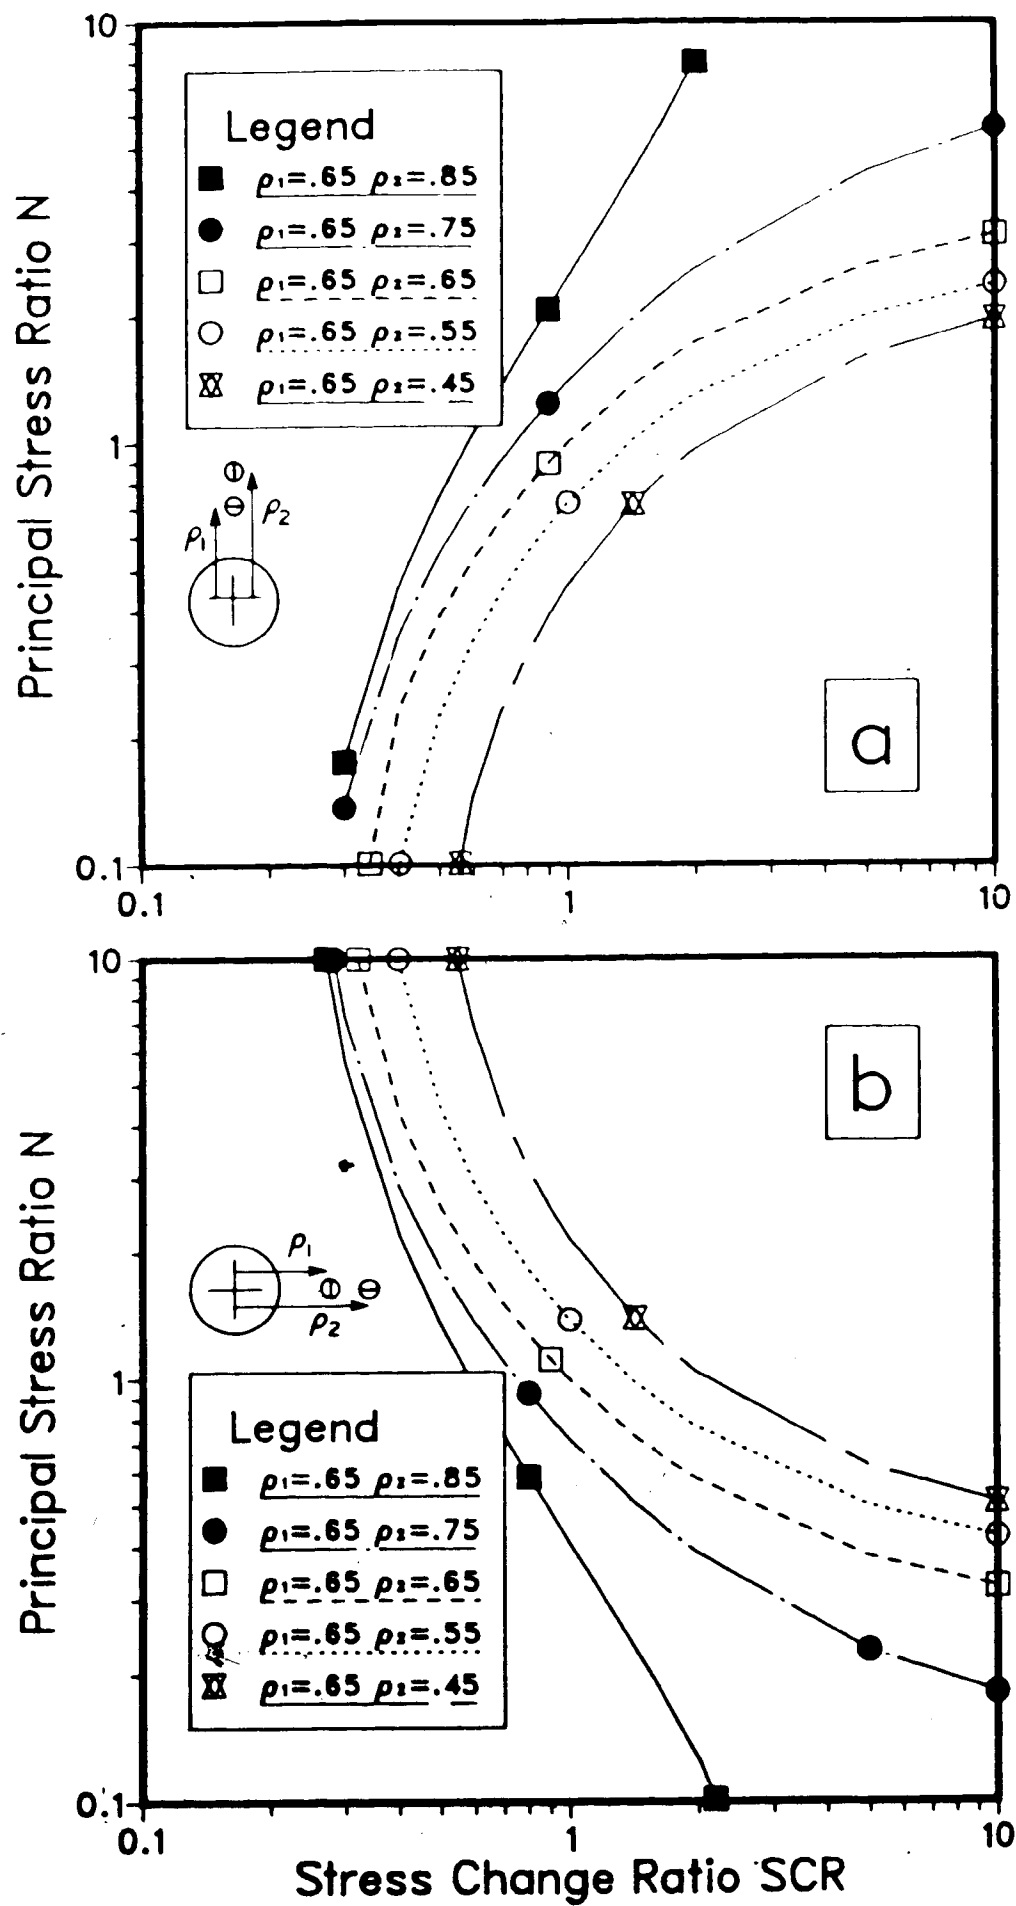 10
Legend
ρ₁=.65 ρ₂=.85
ρ₁=.65 ρ₂=.75
ρ₁=.65 ρ₂=.65
ρ₁=.65 ρ₂=.55
ρ₁=.65 ρ₂=.45
Principal Stress Ratio N
1
ρ₁
ρ₂
a
0.1
0.1 1 10
10
b
Principal Stress Ratio N
ρ₁
ρ₂
1
Legend
ρ₁=.65 ρ₂=.85
ρ₁=.65 ρ₂=.75
ρ₁=.65 ρ₂=.65
ρ₁=.65 ρ₂=.55
ρ₁=.65 ρ₂=.45
0.1
0.1 1 10
Stress Change Ratio SCR